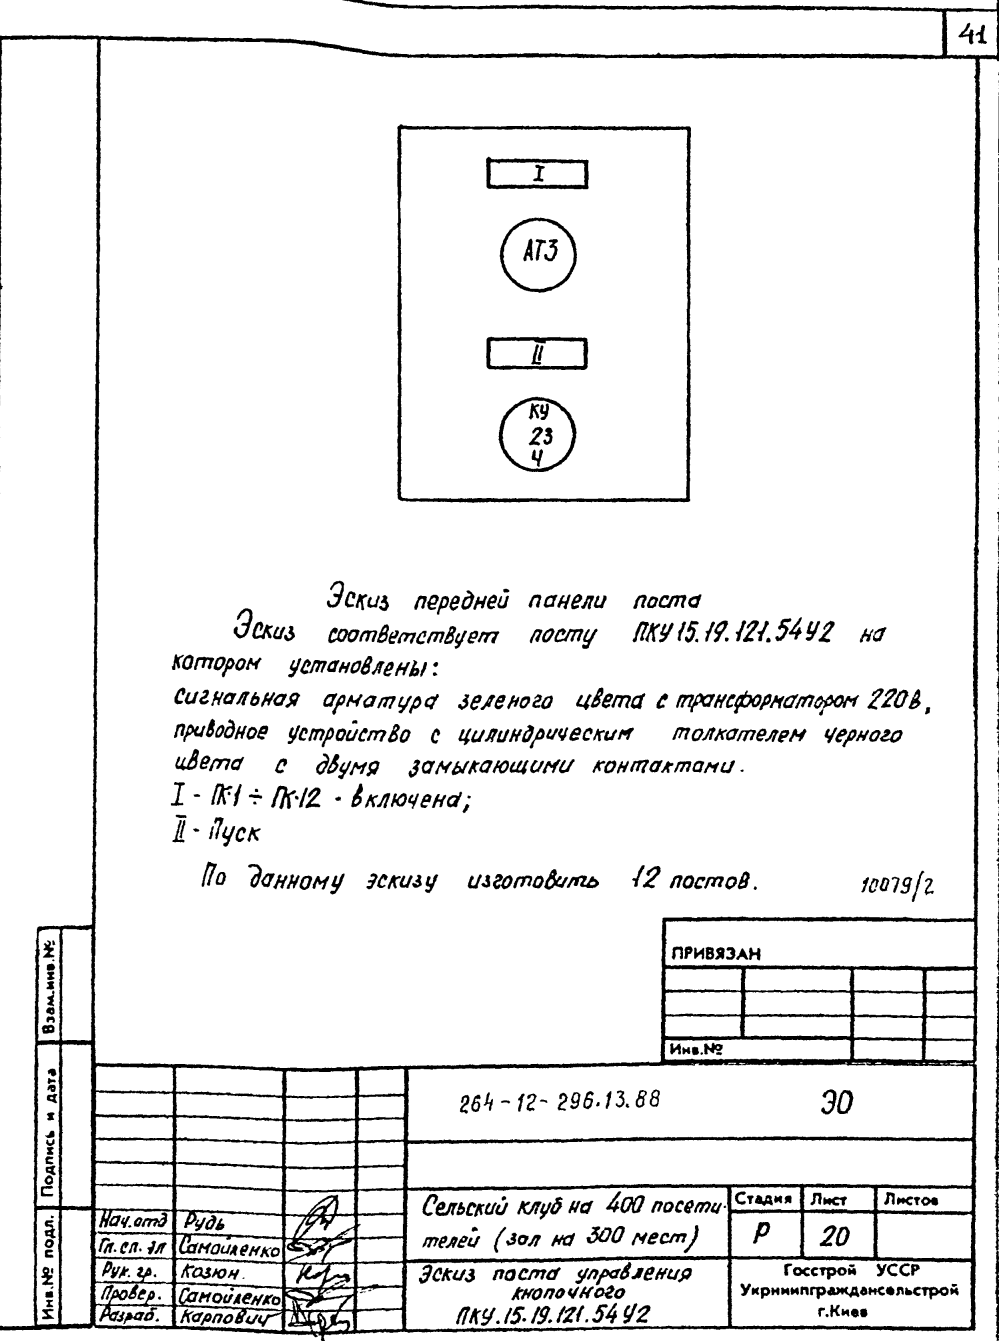 41
I
АТ3
II
КУ
23
Ч
Эскиз передней панели поста
Эскиз соответствует посту ПКУ15.19.121.54У2 на
котором установлены:
сигнальная арматура зеленого цвета с трансформатором 220в,
приводное устройство с цилиндрическим толкателем черного
цвета с двумя замыкающими контактами.
I - ПК-1 ÷ ПК-12 - включена;
II - Пуск
По данному эскизу изготовить 12 постов.
10079/2
ПРИВЯЗАН
Инв.№
Взам.инв.№
Подпись и дата
Инв.№ подл.
264-12-296.13.88 ЭО
Нач.отд Рудь
Гл.сп.эл Самойленко
Рук. гр. Козюн.
Провер. Самойленко
Разраб. Карпович
Сельский клуб на 400 посети-
телей (зал на 300 мест)
Стадия Лист Листов
Р 20
Эскиз поста управления
кнопочного
ПКУ.15.19.121.54У2
Госстрой УССР
Укрниипграждансельстрой
г.Киев